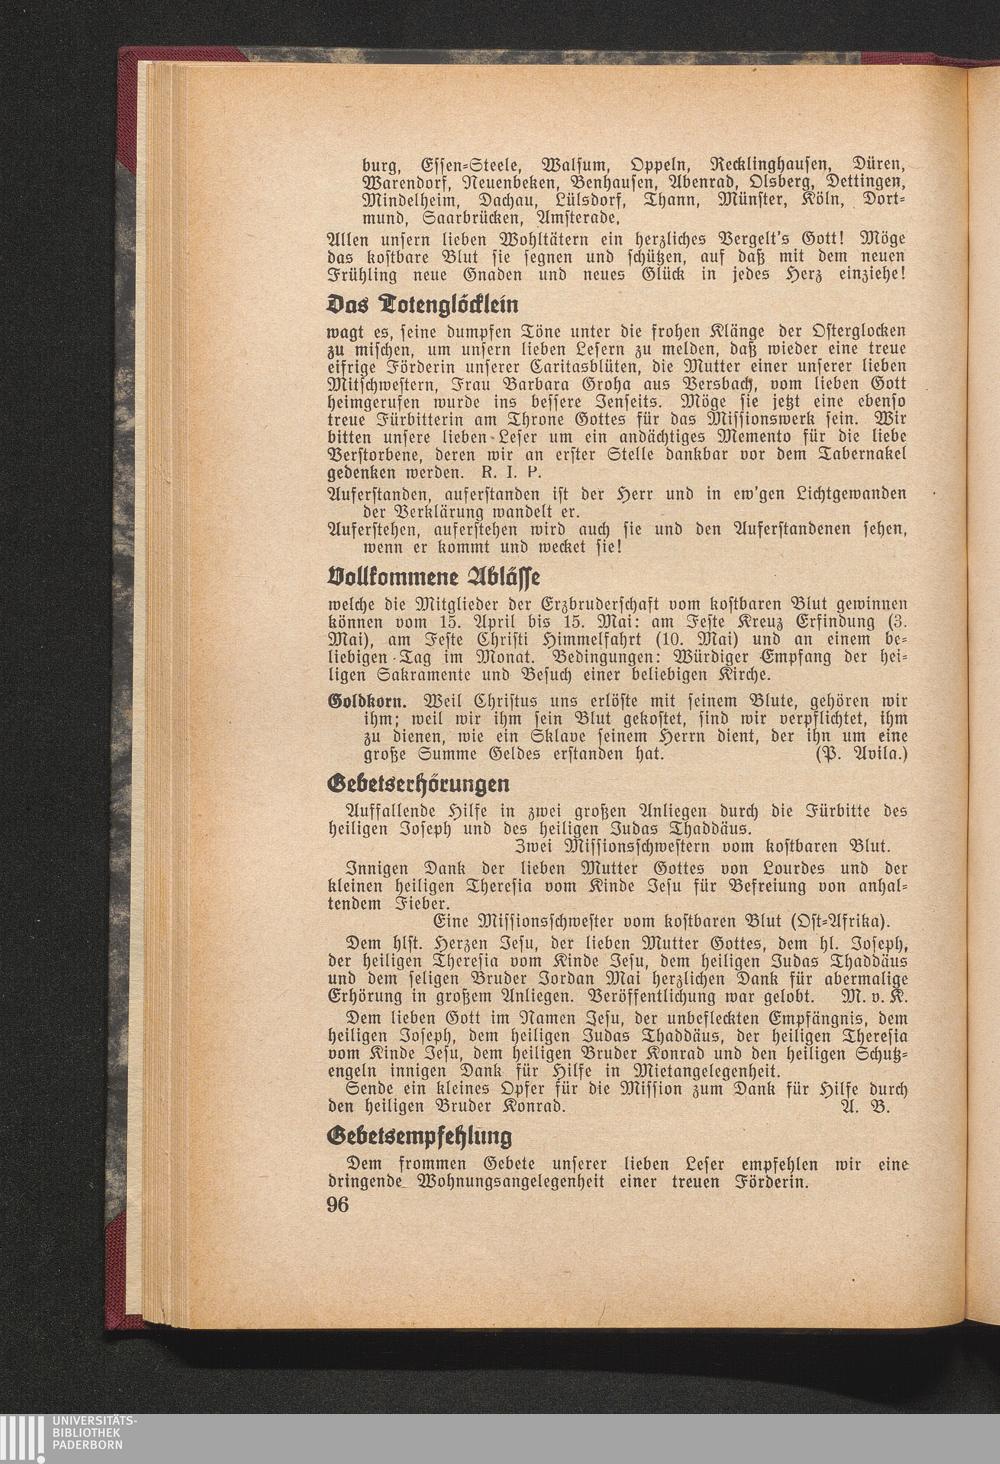 burg, Essen-Steele, Walsum, Oppeln, Recklinghausen, Düren,
Warendorf, Neuenbeken, Benhausen, Abenrad, Olsberg, Dettingen,
Mindelheim, Dachau, Lülsdorf, Thann, Münster, Köln, Dort-
mund, Saarbrücken, Amsterade.
Allen unsern lieben Wohltätern ein herzliches Vergelt's Gott! Möge
das kostbare Blut sie segnen und schützen, auf daß mit dem neuen
Frühling neue Gnaden und neues Glück in jedes Herz einziehe!
Das Totenglöcklein
wagt es, seine dumpfen Töne unter die frohen Klänge der Osterglocken
zu mischen, um unsern lieben Lesern zu melden, daß wieder eine treue
eifrige Förderin unserer Caritasblüten, die Mutter einer unserer lieben
Mitschwestern, Frau Barbara Groha aus Versbach, vom lieben Gott
heimgerufen wurde ins bessere Jenseits. Möge sie jetzt eine ebenso
treue Fürbitterin am Throne Gottes für das Missionswerk sein. Wir
bitten unsere lieben Leser um ein andächtiges Memento für die liebe
Verstorbene, deren wir an erster Stelle dankbar vor dem Tabernakel
gedenken werden. R. I. P.
Auferstanden, auferstanden ist der Herr und in ew'gen Lichtgewanden
der Verklärung wandelt er.
Auferstehen, auferstehen wird auch sie und den Auferstandenen sehen,
wenn er kommt und wecket sie!
Vollkommene Ablässe
welche die Mitglieder der Erzbruderschaft vom kostbaren Blut gewinnen
können vom 15. April bis 15. Mai: am Feste Kreuz Erfindung (3.
Mai), am Feste Christi Himmelfahrt (10. Mai) und an einem be-
liebigen Tag im Monat. Bedingungen: Würdiger Empfang der hei-
ligen Sakramente und Besuch einer beliebigen Kirche.
Goldkorn. Weil Christus uns erlöste mit seinem Blute, gehören wir
ihm; weil wir ihm sein Blut gekostet, sind wir verpflichtet, ihm
zu dienen, wie ein Sklave seinem Herrn dient, der ihn um eine
große Summe Geldes erstanden hat. (P. Avila.)
Gebetserhörungen
Auffallende Hilfe in zwei großen Anliegen durch die Fürbitte des
heiligen Joseph und des heiligen Judas Thaddäus.
Zwei Missionsschwestern vom kostbaren Blut.
Innigen Dank der lieben Mutter Gottes von Lourdes und der
kleinen heiligen Theresia vom Kinde Jesu für Befreiung von anhal-
tendem Fieber.
Eine Missionsschwester vom kostbaren Blut (Ost-Afrika).
Dem hlst. Herzen Jesu, der lieben Mutter Gottes, dem hl. Joseph,
der heiligen Theresia vom Kinde Jesu, dem heiligen Judas Thaddäus
und dem seligen Bruder Jordan Mai herzlichen Dank für abermalige
Erhörung in großem Anliegen. Veröffentlichung war gelobt. M. v. K.
Dem lieben Gott im Namen Jesu, der unbefleckten Empfängnis, dem
heiligen Joseph, dem heiligen Judas Thaddäus, der heiligen Theresia
vom Kinde Jesu, dem heiligen Bruder Konrad und den heiligen Schutz-
engeln innigen Dank für Hilfe in Mietangelegenheit.
Sende ein kleines Opfer für die Mission zum Dank für Hilfe durch
den heiligen Bruder Konrad. A. B.
Gebetsempfehlung
Dem frommen Gebete unserer lieben Leser empfehlen wir eine
dringende Wohnungsangelegenheit einer treuen Förderin.
96
UNIVERSITÄTS-
BIBLIOTHEK
PADERBORN